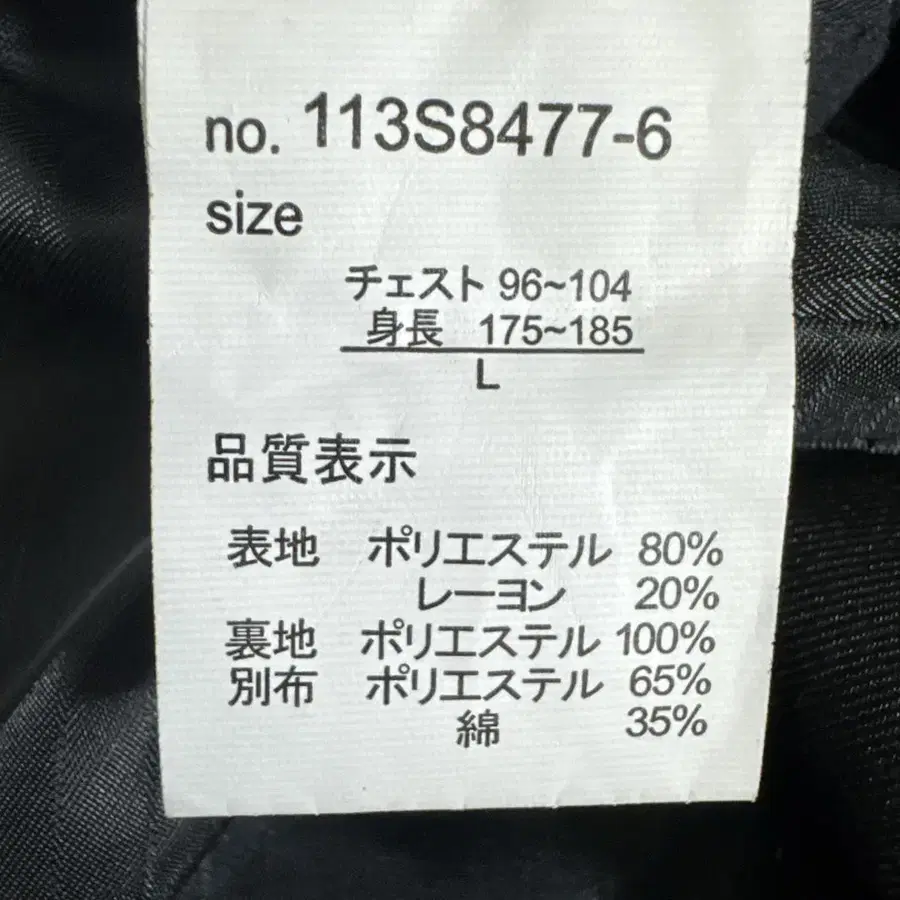 no. 113S8477-6
size
チェスト 96~104
身長 175~185
L
品質表示
表地 ポリエステル 80%
レーヨン 20%
裏地 ポリエステル 100%
別布 ポリエステル 65%
綿 35%